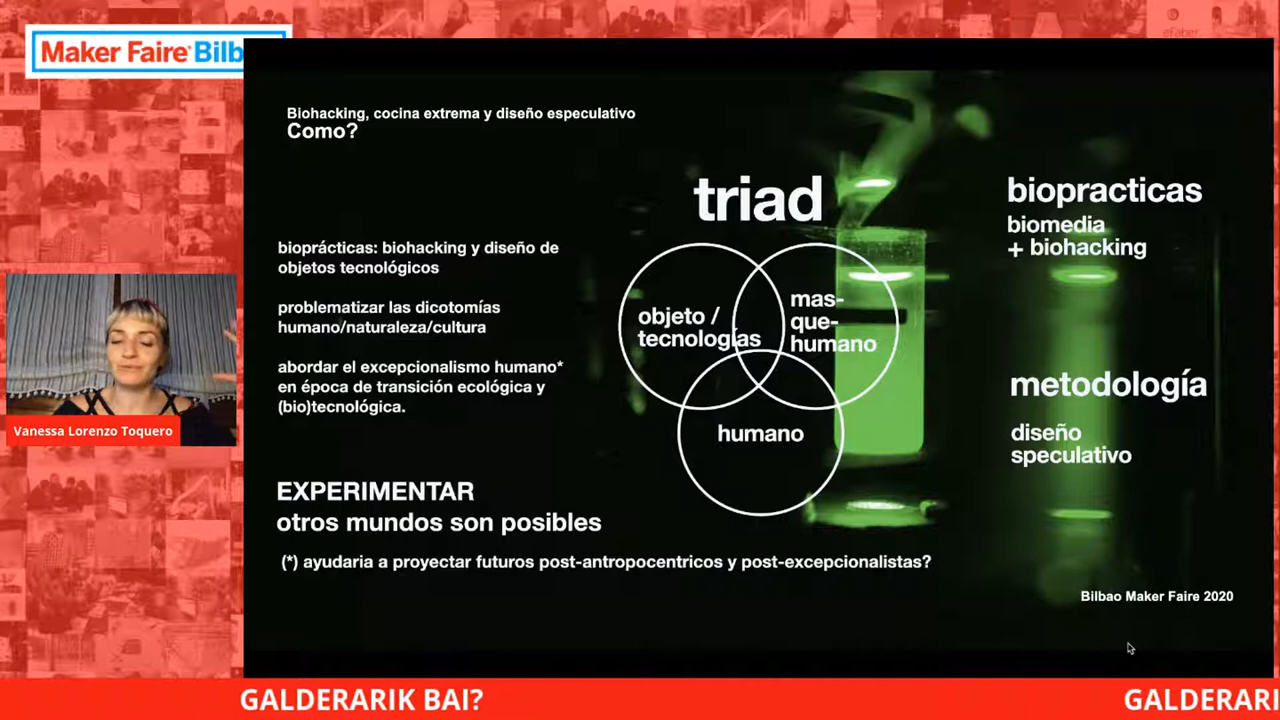 Maker Faire Bilb
Biohacking, cocina extrema y diseño especulativo
Como?
triad
bioprácticas: biohacking y diseño de
objetos tecnológicos
problematizar las dicotomías
humano/naturaleza/cultura
abordar el excepcionalismo humano*
en época de transición ecológica y
(bio)tecnológica.
objeto /
tecnologías
mas-
que-
humano
humano
biopracticas
biomedia
+ biohacking
metodología
diseño
speculativo
EXPERIMENTAR
otros mundos son posibles
(*) ayudaria a proyectar futuros post-antropocentricos y post-excepcionalistas?
Bilbao Maker Faire 2020
Vanessa Lorenzo Toquero
GALDERARIK BAI?
GALDERARI
eFaber